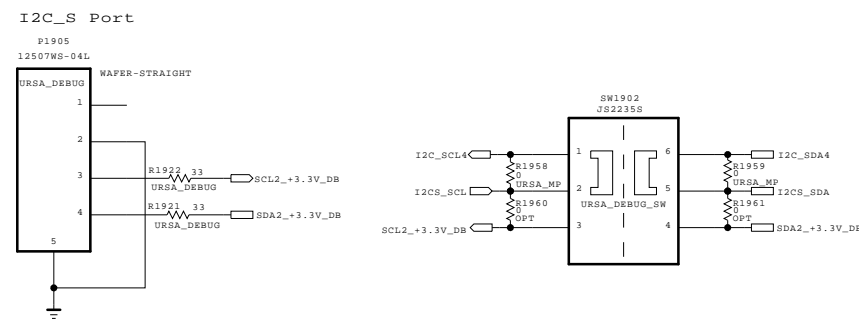 I2C_S Port
P1905
12507WS-04L
WAFER-STRAIGHT
URSA_DEBUG
1
2
3
R1922 33
URSA_DEBUG
SCL2_+3.3V_DB
4
R1921 33
URSA_DEBUG
SDA2_+3.3V_DB
5
SW1902
JS2235S
I2C_SCL4
1
6
I2C_SDA4
R1958
0
URSA_MP
R1959
0
URSA_MP
I2CS_SCL
2
5
I2CS_SDA
R1960
0
OPT
URSA_DEBUG_SW
R1961
0
OPT
SCL2_+3.3V_DB
3
4
SDA2_+3.3V_DB